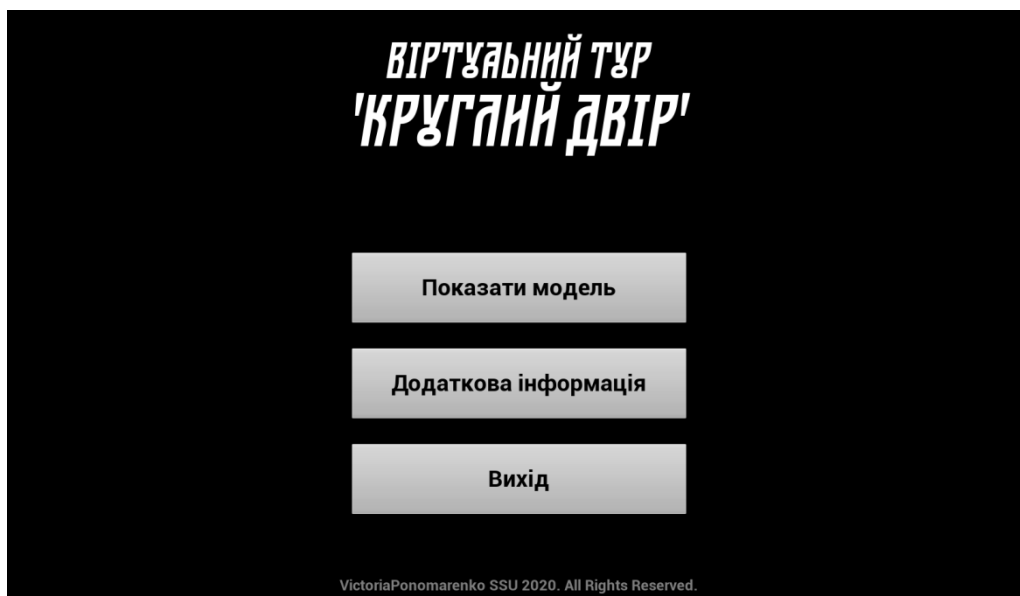 ВІРТУАЛЬНИЙ ТУР
'КРУГЛИЙ ДВІР'
Показати модель
Додаткова інформація
Вихід
VictoriaPonomarenko SSU 2020. All Rights Reserved.